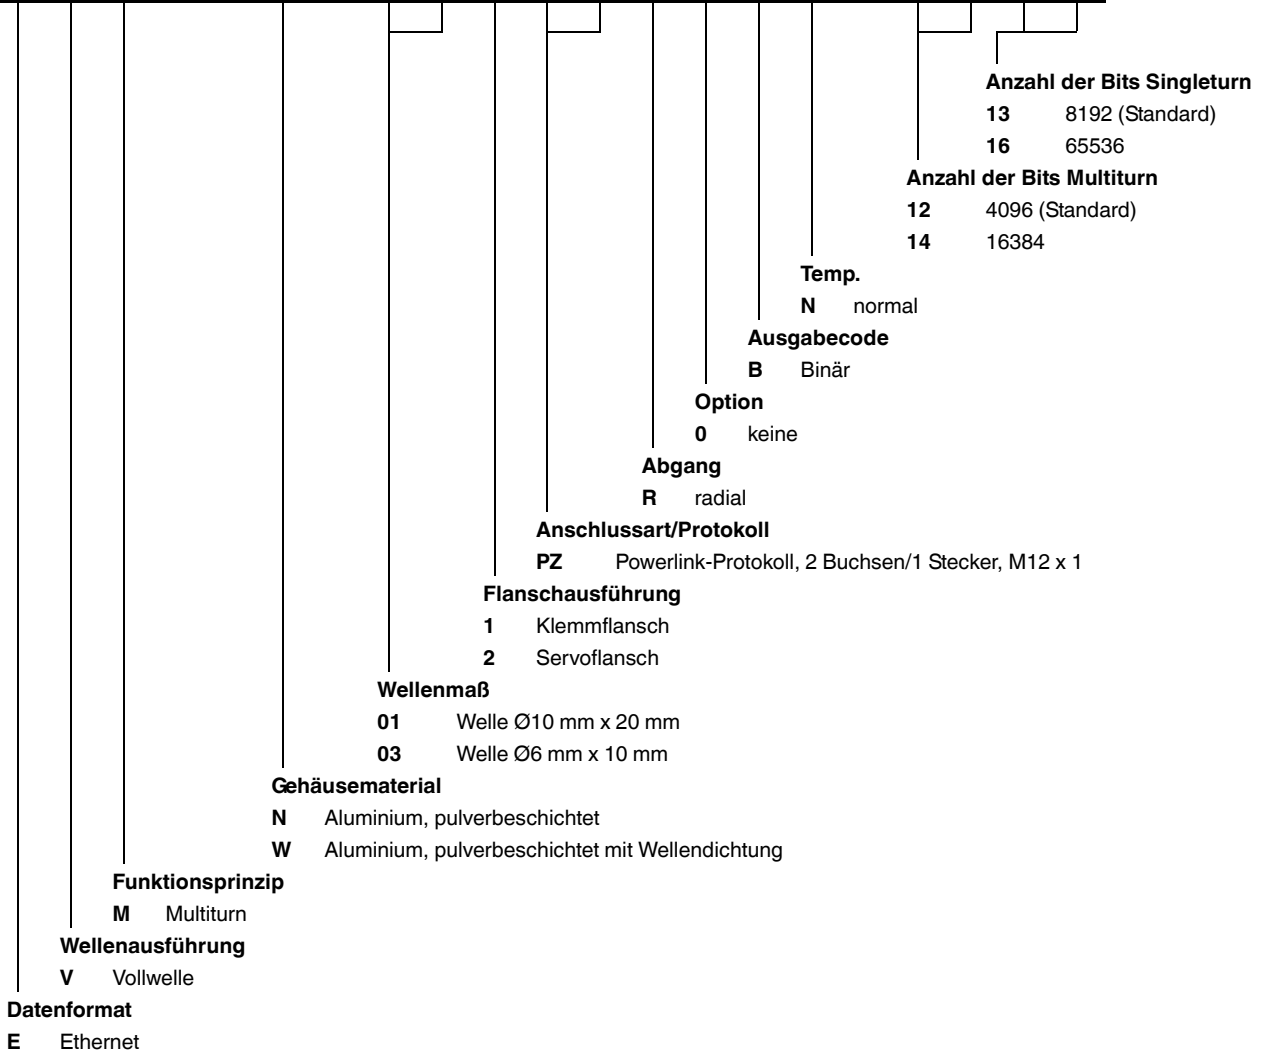 Anzahl der Bits Singleturn
13 8192 (Standard)
16 65536
Anzahl der Bits Multiturn
12 4096 (Standard)
14 16384
Temp.
N normal
Ausgabecode
B Binär
Option
0 keine
Abgang
R radial
Anschlussart/Protokoll
PZ Powerlink-Protokoll, 2 Buchsen/1 Stecker, M12 x 1
Flanschausführung
1 Klemmflansch
2 Servoflansch
Wellenmaß
01 Welle Ø10 mm x 20 mm
03 Welle Ø6 mm x 10 mm
Gehäusematerial
N Aluminium, pulverbeschichtet
W Aluminium, pulverbeschichtet mit Wellendichtung
Funktionsprinzip
M Multiturn
Wellenausführung
V Vollwelle
Datenformat
E Ethernet